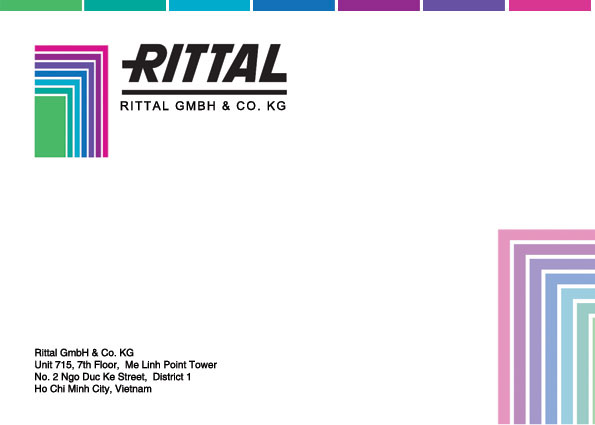 RITTAL
RITTAL GMBH & CO. KG
Rittal GmbH & Co. KG
Unit 715, 7th Floor, Me Linh Point Tower
No. 2 Ngo Duc Ke Street, District 1
Ho Chi Minh City, Vietnam